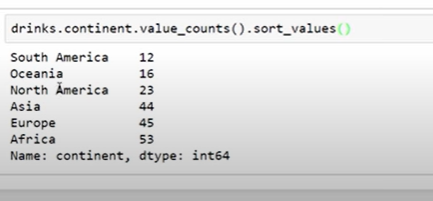 drinks.continent.value_counts().sort_values()
South America 12
Oceania 16
North America 23
Asia 44
Europe 45
Africa 53
Name: continent, dtype: int64